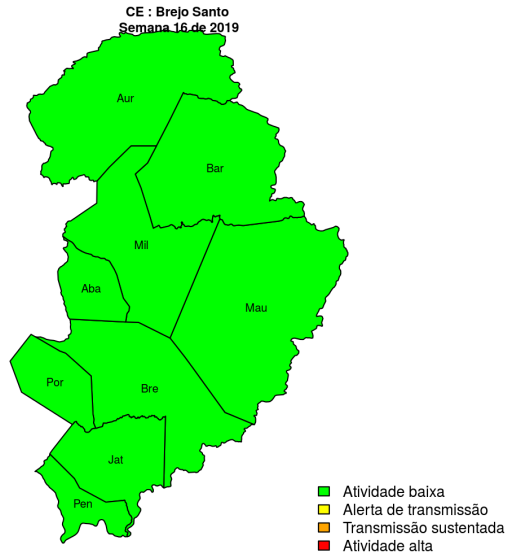 CE : Brejo Santo
Semana 16 de 2019
Aur
Bar
Mil
Aba
Mau
Por
Bre
Jat
Pen
Atividade baixa
Alerta de transmissão
Transmissão sustentada
Atividade alta